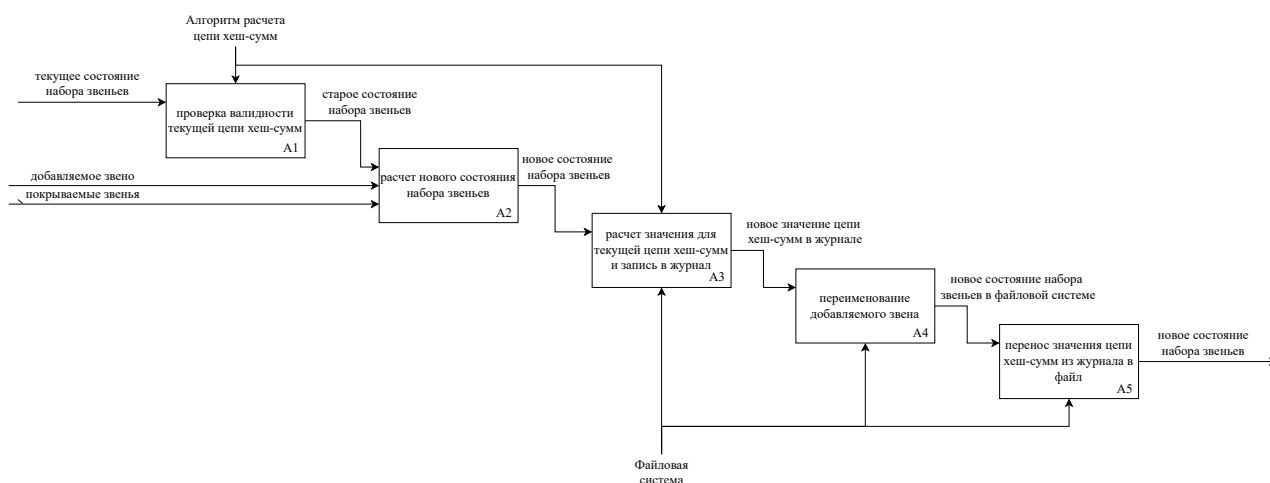 Алгоритм расчета
цепи хеш-сумм
текущее состояние
набора звеньев
проверка валидности
текущей цепи хеш-сумм
A1
старое состояние
набора звеньев
добавляемое звено
покрываемые звенья
расчет нового состояния
набора звеньев
A2
новое состояние
набора звеньев
расчет значения для
текущей цепи хеш-сумм
и запись в журнал
A3
новое значение цепи
хеш-сумм в журнале
переименование
добавляемого звена
A4
новое состояние набора
звеньев в файловой системе
перенос значения цепи
хеш-сумм из журнала в
файл
A5
новое состояние
набора звеньев
Файловая
система